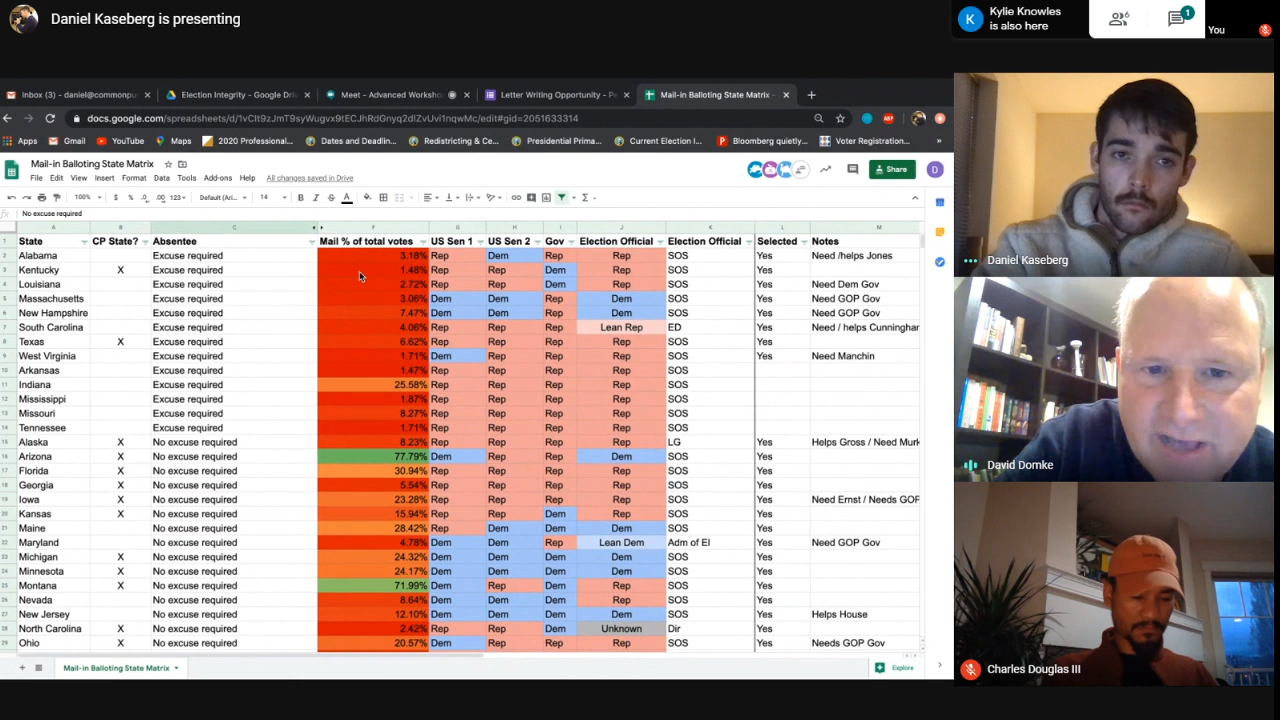 Daniel Kaseberg is presenting
K Kylie Knowles is also here
6
1
You
Inbox (3) - daniel@commonpu
Election Integrity - Google Dri
Meet - Advanced Worksho
Letter Writing Opportunity - P
Mail-in Balloting State Matrix -
docs.google.com/spreadsheets/
Apps Gmail YouTube Maps 2020 Professional... Dates and Deadlin... Redistricting & Ce... Presidential Prima... Current Election I... Bloomberg quietly... Voter Registration... »
Mail-in Balloting State Matrix
Share
D
File Edit View Insert Format Data Tools Add-ons Help All changes saved in Drive
100% $ % .0 .00 123 Default (Ari... 14 B I S A
fx No excuse required
State CP State? Absentee Mail % of total votes US Sen 1 US Sen 2 Gov Election Official Election Official Selected Notes
Alabama Excuse required 3.18% Rep Dem Rep Rep SOS Yes Need /helps Jones
Kentucky X Excuse required 1.48% Rep Rep Dem Rep SOS Yes
Louisiana Excuse required 2.72% Rep Rep Dem Rep SOS Yes Need Dem Gov
Massachusetts Excuse required 3.06% Dem Dem Rep Dem SOS Yes Need GOP Gov
New Hampshire Excuse required 7.47% Dem Dem Rep Dem SOS Yes Need GOP Gov
South Carolina Excuse required 4.06% Rep Rep Rep Lean Rep ED Yes Need / helps Cunningham
Texas X Excuse required 6.62% Rep Rep Rep Rep SOS Yes
West Virginia Excuse required 1.71% Dem Rep Rep Rep SOS Yes Need Manchin
Arkansas Excuse required 1.47% Rep Rep Rep Rep SOS
Indiana Excuse required 25.58% Rep Rep Rep Rep SOS
Mississippi Excuse required 1.87% Rep Rep Rep Rep SOS
Missouri Excuse required 8.27% Rep Rep Rep Rep SOS
Tennessee Excuse required 1.71% Rep Rep Rep Rep SOS
Alaska X No excuse required 8.23% Rep Rep Rep Rep LG Yes Helps Gross / Need Murk
Arizona X No excuse required 77.79% Dem Rep Rep Dem SOS Yes
Florida X No excuse required 30.94% Rep Rep Rep Rep SOS Yes
Georgia X No excuse required 5.54% Rep Rep Rep Rep SOS Yes
Iowa X No excuse required 23.28% Rep Rep Rep Rep SOS Yes Need Ernst / Needs GOP
Kansas X No excuse required 15.94% Rep Rep Dem Rep SOS Yes
Maine No excuse required 28.42% Rep Dem Dem Dem SOS Yes
Maryland No excuse required 4.78% Dem Dem Rep Lean Dem Adm of El Yes Need GOP Gov
Michigan X No excuse required 24.32% Dem Dem Dem Dem SOS Yes
Minnesota X No excuse required 24.17% Dem Dem Dem Dem SOS Yes
Montana X No excuse required 71.99% Dem Rep Dem Rep SOS Yes
Nevada No excuse required 8.64% Dem Dem Dem Rep SOS Yes
New Jersey No excuse required 12.10% Dem Dem Dem Dem SOS Yes Helps House
North Carolina X No excuse required 2.42% Rep Rep Dem Unknown Dir Yes
Ohio X No excuse required 20.57% Dem Rep Rep Rep SOS Yes Needs GOP Gov
Mail-in Balloting State Matrix
Explore
Daniel Kaseberg
David Domke
Charles Douglas III